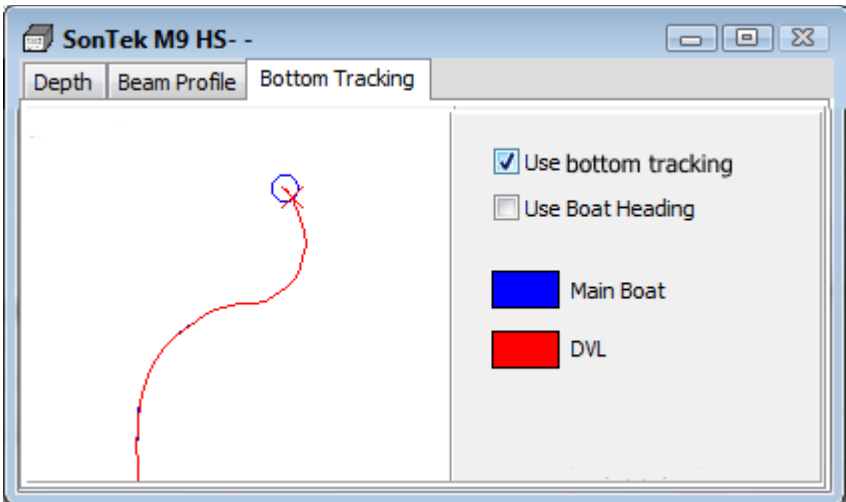 SonTek M9 HS- -
Depth Beam Profile Bottom Tracking
Use bottom tracking
Use Boat Heading
Main Boat
DVL